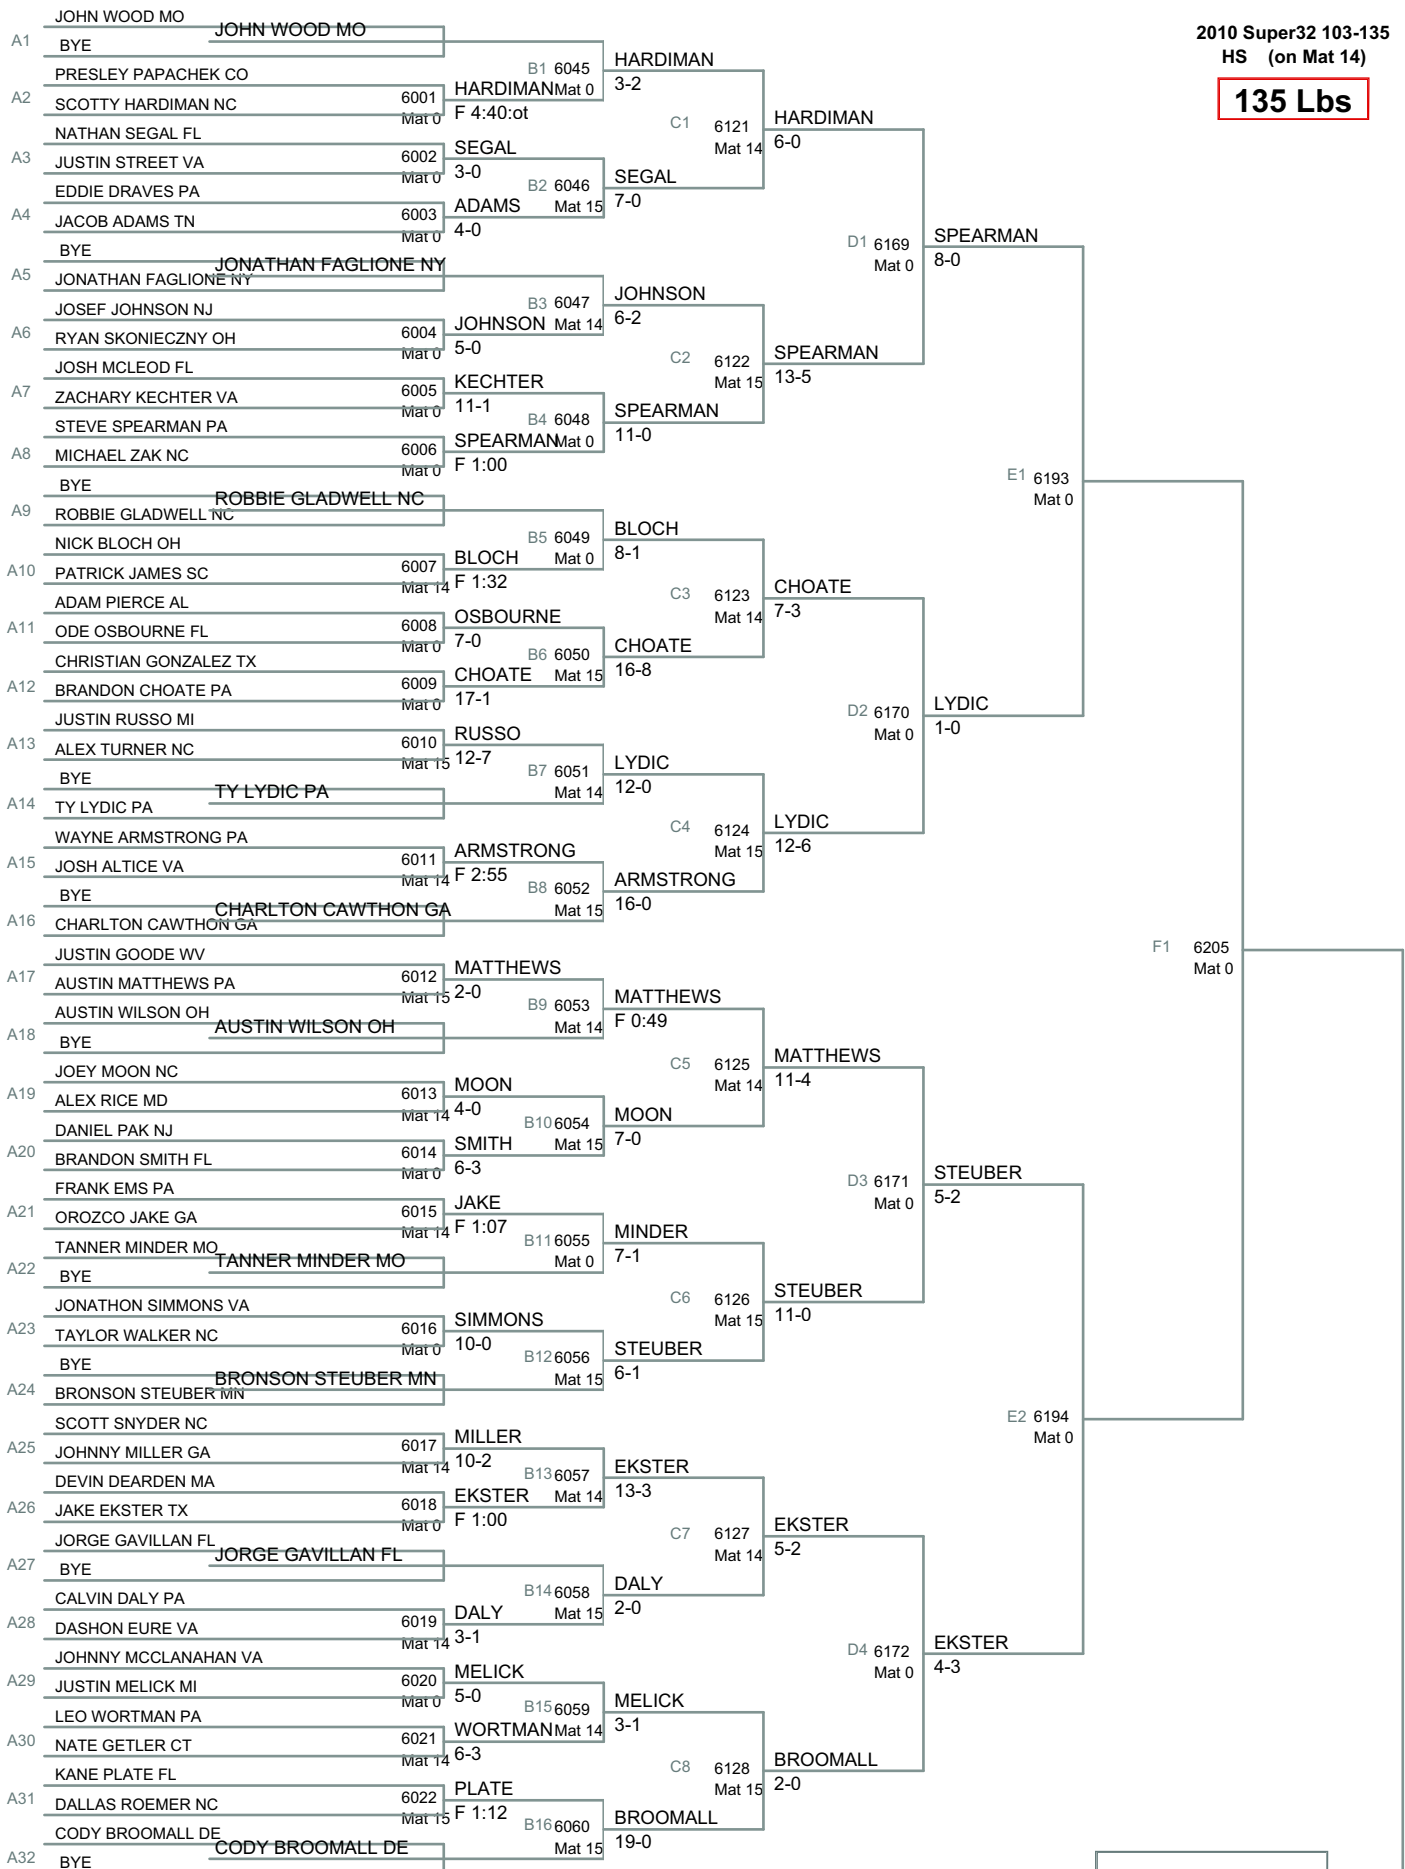 2010 Super32 103-135
HS (on Mat 14)
135 Lbs
JOHN WOOD MO
A1
BYE
JOHN WOOD MO
PRESLEY PAPACHEK CO
A2
SCOTTY HARDIMAN NC
6001
Mat 0
HARDIMAN
F 4:40:ot
B1 6045
Mat 0
HARDIMAN
3-2
NATHAN SEGAL FL
A3
JUSTIN STREET VA
6002
Mat 0
SEGAL
3-0
EDDIE DRAVES PA
A4
JACOB ADAMS TN
6003
Mat 0
ADAMS
4-0
B2 6046
Mat 15
SEGAL
7-0
C1 6121
Mat 14
HARDIMAN
6-0
BYE
A5
JONATHAN FAGLIONE NY
JONATHAN FAGLIONE NY
JOSEF JOHNSON NJ
A6
RYAN SKONIECZNY OH
6004
Mat 0
JOHNSON
5-0
B3 6047
Mat 14
JOHNSON
6-2
JOSH MCLEOD FL
A7
ZACHARY KECHTER VA
6005
Mat 0
KECHTER
11-1
STEVE SPEARMAN PA
A8
MICHAEL ZAK NC
6006
Mat 0
SPEARMAN
F 1:00
B4 6048
Mat 0
SPEARMAN
11-0
C2 6122
Mat 15
SPEARMAN
13-5
D1 6169
Mat 0
SPEARMAN
8-0
BYE
A9
ROBBIE GLADWELL NC
ROBBIE GLADWELL NC
NICK BLOCH OH
A10
PATRICK JAMES SC
6007
Mat 14
BLOCH
F 1:32
B5 6049
Mat 0
BLOCH
8-1
ADAM PIERCE AL
A11
ODE OSBOURNE FL
6008
Mat 0
OSBOURNE
7-0
CHRISTIAN GONZALEZ TX
A12
BRANDON CHOATE PA
6009
Mat 0
CHOATE
17-1
B6 6050
Mat 15
CHOATE
16-8
C3 6123
Mat 14
CHOATE
7-3
JUSTIN RUSSO MI
A13
ALEX TURNER NC
6010
Mat 15
RUSSO
12-7
BYE
A14
TY LYDIC PA
TY LYDIC PA
B7 6051
Mat 14
LYDIC
12-0
WAYNE ARMSTRONG PA
A15
JOSH ALTICE VA
6011
Mat 14
ARMSTRONG
F 2:55
BYE
A16
CHARLTON CAWTHON GA
CHARLTON CAWTHON GA
B8 6052
Mat 15
ARMSTRONG
16-0
C4 6124
Mat 15
LYDIC
12-6
D2 6170
Mat 0
LYDIC
1-0
E1 6193
Mat 0
JUSTIN GOODE WV
A17
AUSTIN MATTHEWS PA
6012
Mat 15
MATTHEWS
2-0
AUSTIN WILSON OH
A18
BYE
AUSTIN WILSON OH
B9 6053
Mat 14
MATTHEWS
F 0:49
JOEY MOON NC
A19
ALEX RICE MD
6013
Mat 14
MOON
4-0
DANIEL PAK NJ
A20
BRANDON SMITH FL
6014
Mat 0
SMITH
6-3
B10 6054
Mat 15
MOON
7-0
C5 6125
Mat 14
MATTHEWS
11-4
FRANK EMS PA
A21
OROZCO JAKE GA
6015
Mat 14
JAKE
F 1:07
TANNER MINDER MO
A22
BYE
TANNER MINDER MO
B11 6055
Mat 0
MINDER
7-1
JONATHON SIMMONS VA
A23
TAYLOR WALKER NC
6016
Mat 0
SIMMONS
10-0
BYE
A24
BRONSON STEUBER MN
BRONSON STEUBER MN
B12 6056
Mat 15
STEUBER
6-1
C6 6126
Mat 15
STEUBER
11-0
D3 6171
Mat 0
STEUBER
5-2
SCOTT SNYDER NC
A25
JOHNNY MILLER GA
6017
Mat 14
MILLER
10-2
DEVIN DEARDEN MA
A26
JAKE EKSTER TX
6018
Mat 0
EKSTER
F 1:00
B13 6057
Mat 14
EKSTER
13-3
JORGE GAVILLAN FL
A27
BYE
JORGE GAVILLAN FL
CALVIN DALY PA
A28
DASHON EURE VA
6019
Mat 14
DALY
3-1
B14 6058
Mat 15
DALY
2-0
C7 6127
Mat 14
EKSTER
5-2
JOHNNY MCCLANAHAN VA
A29
JUSTIN MELICK MI
6020
Mat 0
MELICK
5-0
LEO WORTMAN PA
A30
NATE GETLER CT
6021
Mat 14
WORTMAN
6-3
B15 6059
Mat 14
MELICK
3-1
KANE PLATE FL
A31
DALLAS ROEMER NC
6022
Mat 15
PLATE
F 1:12
CODY BROOMALL DE
A32
BYE
CODY BROOMALL DE
B16 6060
Mat 15
BROOMALL
19-0
C8 6128
Mat 15
BROOMALL
2-0
D4 6172
Mat 0
EKSTER
4-3
E2 6194
Mat 0
F1 6205
Mat 0